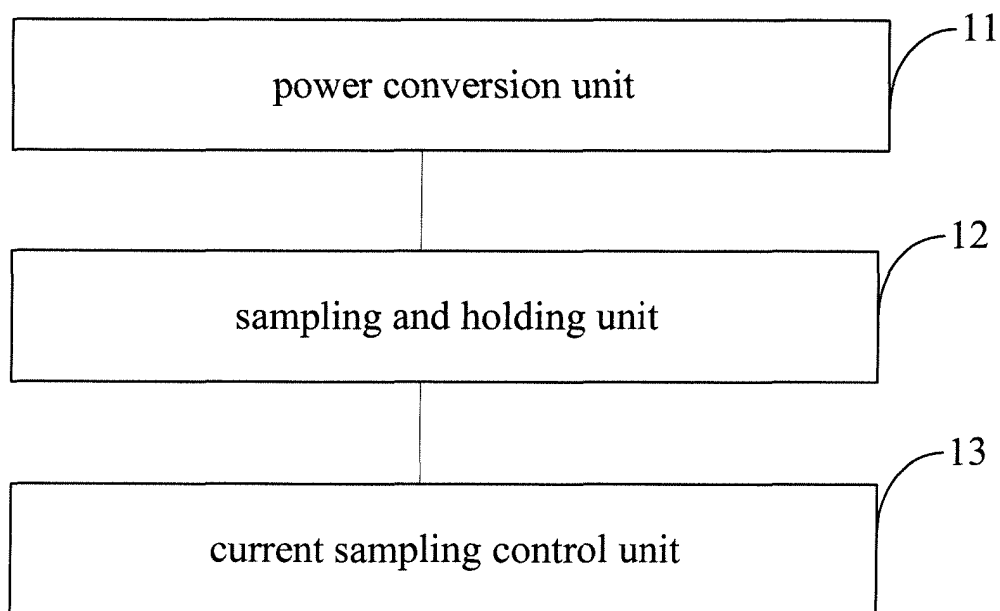 11
power conversion unit
12
sampling and holding unit
13
current sampling control unit